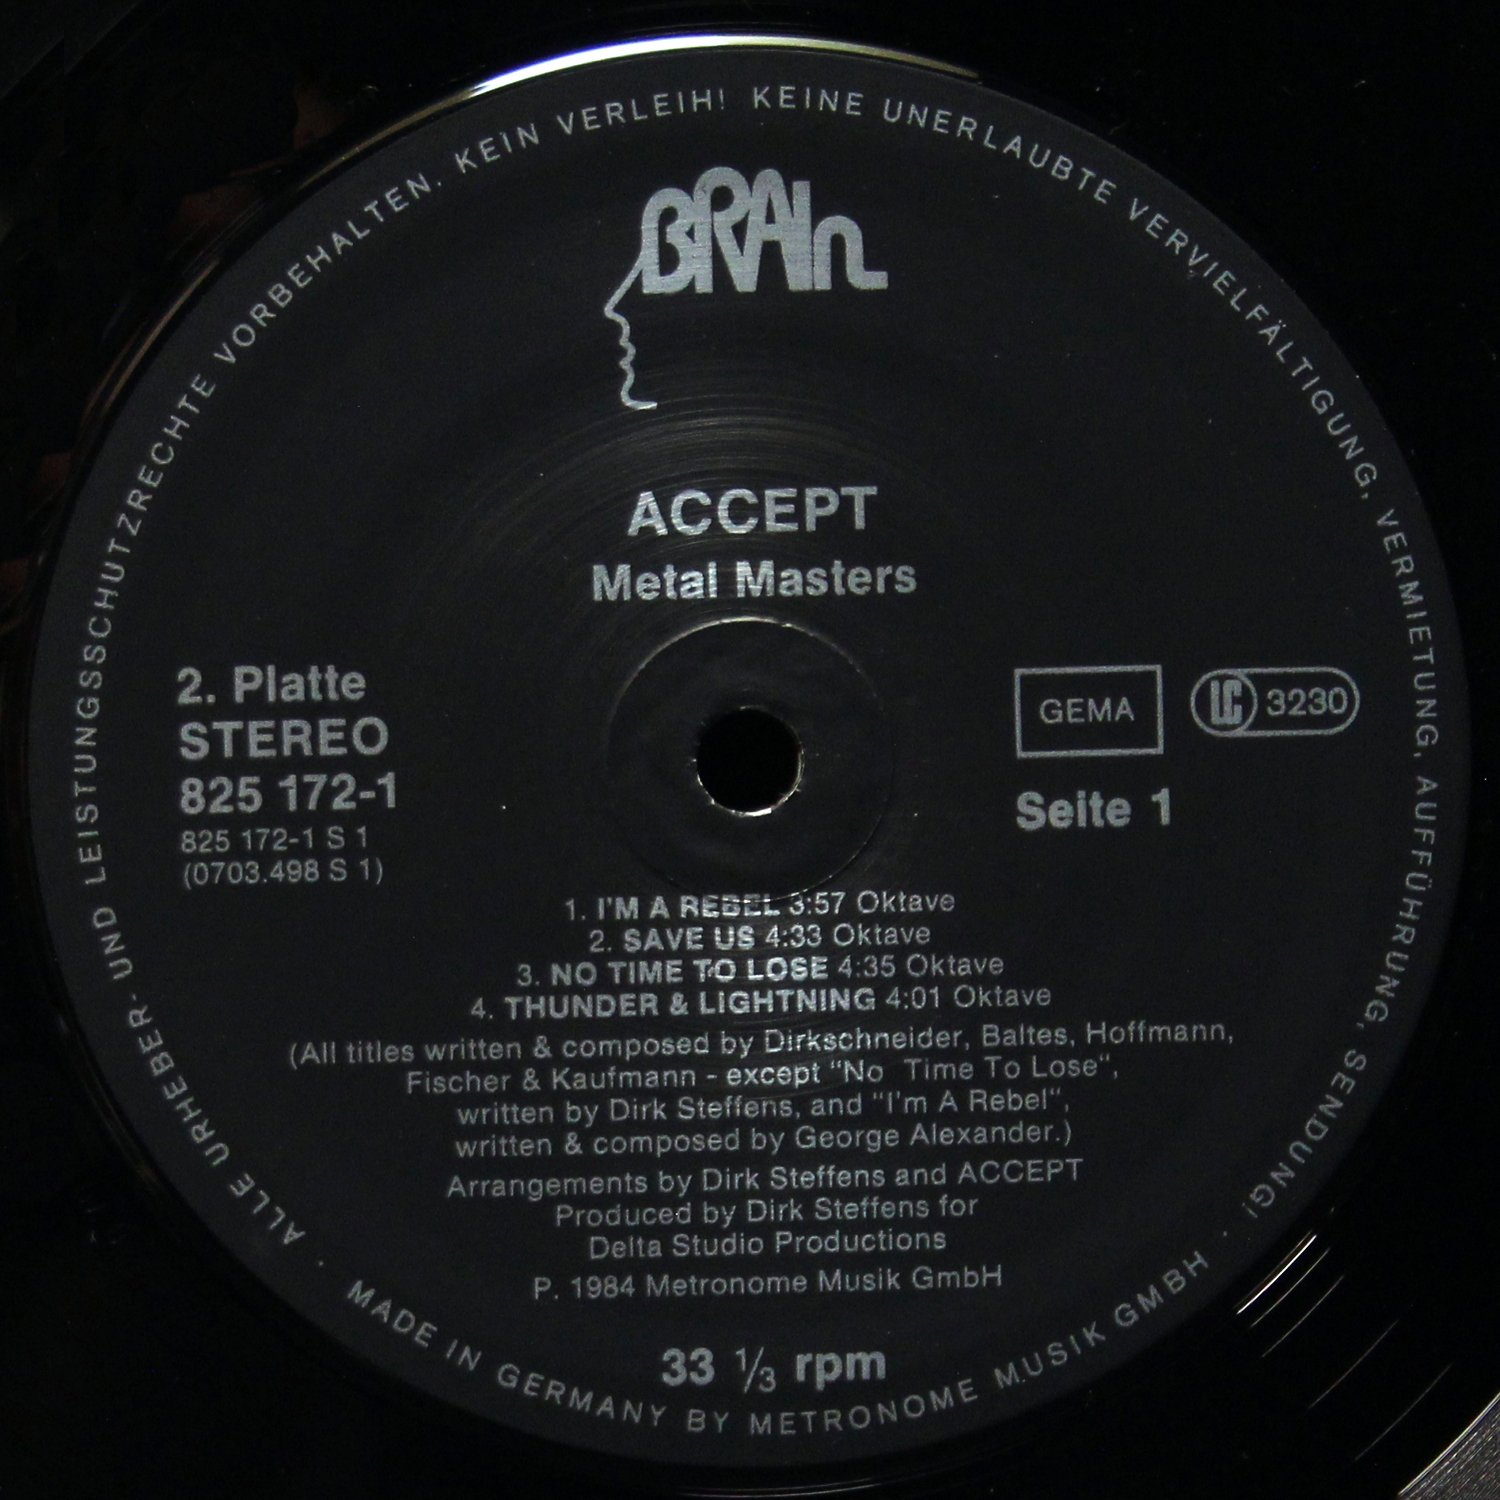 ALLE URHEBER- UND LEISTUNGSSCHUTZRECHTE VORBEHALTEN. KEIN VERLEIH! KEINE UNERLAUBTE VERVIELFÄLTIGUNG, VERMIETUNG, AUFFÜHRUNG, SENDUNG!
BRAIn
ACCEPT
Metal Masters
2. Platte
STEREO
825 172-1
825 172-1 S 1
(0703.498 S 1)
GEMA
LC 3230
Seite 1
1. I'M A REBEL 3:57 Oktave
2. SAVE US 4:33 Oktave
3. NO TIME TO LOSE 4:35 Oktave
4. THUNDER & LIGHTNING 4:01 Oktave
(All titles written & composed by Dirkschneider, Baltes, Hoffmann,
Fischer & Kaufmann - except "No Time To Lose",
written by Dirk Steffens, and "I'm A Rebel",
written & composed by George Alexander.)
Arrangements by Dirk Steffens and ACCEPT
Produced by Dirk Steffens for
Delta Studio Productions
P. 1984 Metronome Musik GmbH
33 1/3 rpm
· MADE IN GERMANY BY METRONOME MUSIK GMBH ·